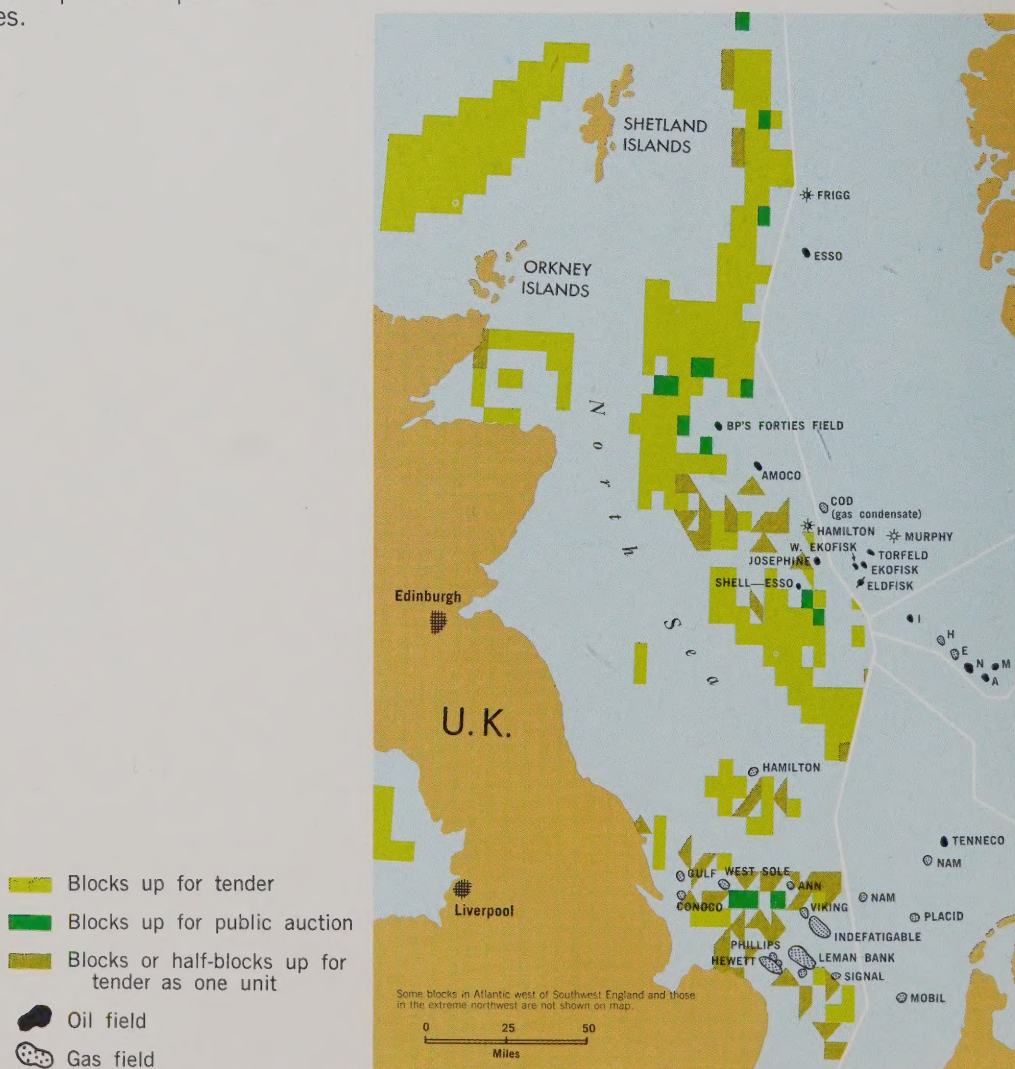 es.
SHETLAND
ISLANDS
FRIGG
ESSO
ORKNEY
ISLANDS
North Sea
BP'S FORTIES FIELD
AMOCO
COD
(gas condensate)
HAMILTON
MURPHY
W. EKOFISK
TORFELD
JOSEPHINE
EKOFISK
SHELL—ESSO
ELDFISK
Edinburgh
I
H
E
N
M
A
U.K.
HAMILTON
TENNECO
NAM
GULF
WEST SOLE
ANN
NAM
CONOCO
VIKING
PLACID
INDEFATIGABLE
PHILLIPS
HEWETT
LEMAN BANK
SIGNAL
MOBIL
Liverpool
Some blocks in Atlantic west of Southwest England and those
in the extreme northwest are not shown on map.
0 25 50
Miles
Blocks up for tender
Blocks up for public auction
Blocks or half-blocks up for
tender as one unit
Oil field
Gas field